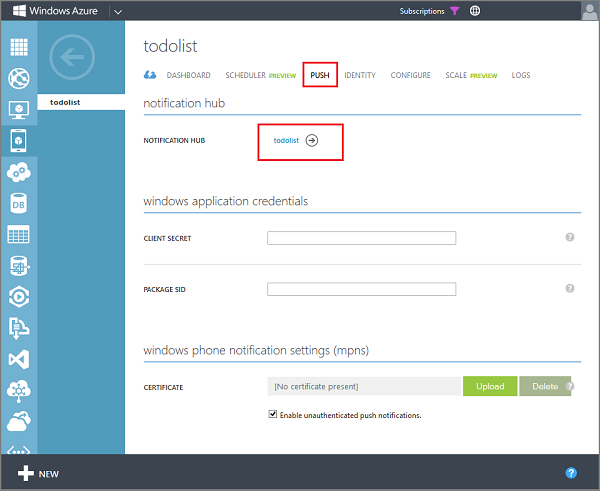 Windows Azure
Subscriptions
todolist
DASHBOARD SCHEDULER PREVIEW PUSH IDENTITY CONFIGURE SCALE PREVIEW LOGS
todolist
notification hub
NOTIFICATION HUB todolist
DB
windows application credentials
CLIENT SECRET ?
PACKAGE SID ?
windows phone notification settings (mpns)
CERTIFICATE [No certificate present] Upload Delete ?
Enable unauthenticated push notifications.
NEW ?